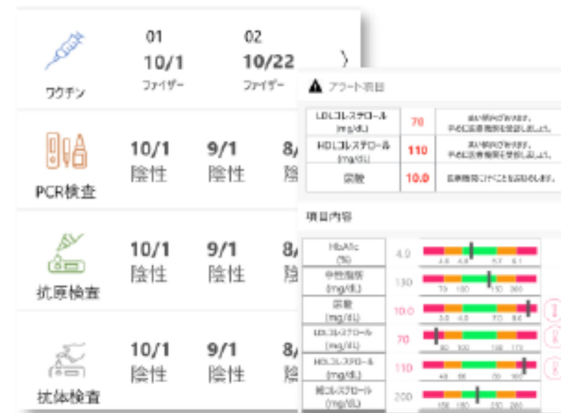 01 02
10/1 10/22 〉
ワクチン ファイザー ファイザー
10/1 9/1 8/
陰性 陰性 陰
PCR検査
10/1 9/1 8/
陰性 陰性 陰
抗原検査
10/1 9/1 8/
陰性 陰性 陰
抗体検査
アラート項目
LDLコレステロール 70
(mg/dL)
HDLコレステロール 110
(mg/dL)
尿酸 10.0
項目内容
HbA1c 4.9
(%)
中性脂肪 130
(mg/dL)
尿酸 10.0
(mg/dL)
LDLコレステロール 70
(mg/dL)
HDLコレステロール 110
(mg/dL)
総コレステロール 200
(mg/dL)